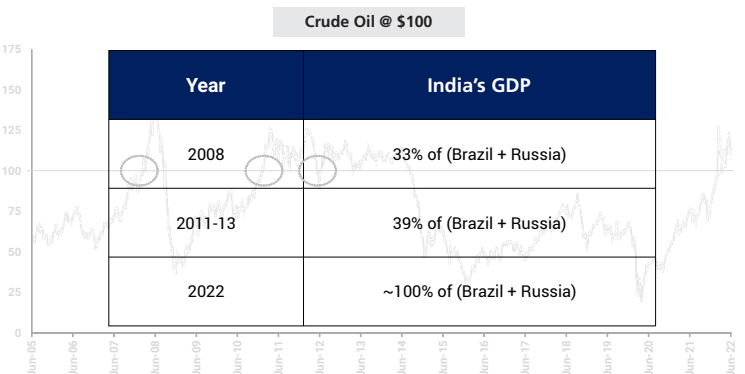 Crude Oil @ $100
175
150
125
100
75
50
25
0
Year India’s GDP
2008 33% of (Brazil + Russia)
2011-13 39% of (Brazil + Russia)
2022 ~100% of (Brazil + Russia)
Jun-05
Jun-06
Jun-07
Jun-08
Jun-09
Jun-10
Jun-11
Jun-12
Jun-13
Jun-14
Jun-15
Jun-16
Jun-17
Jun-18
Jun-19
Jun-20
Jun-21
Jun-22